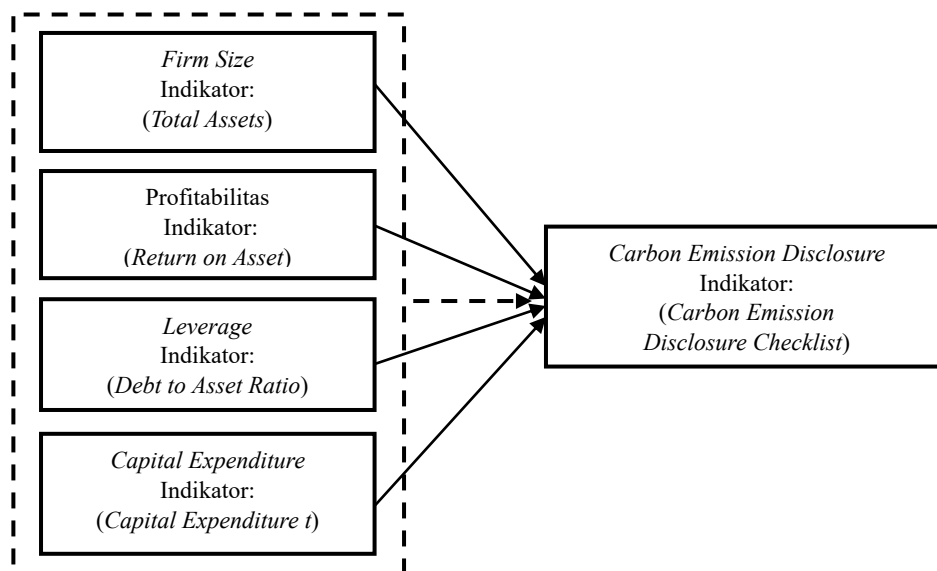 Firm Size
Indikator:
(Total Assets)
Profitabilitas
Indikator:
(Return on Asset)
Leverage
Indikator:
(Debt to Asset Ratio)
Capital Expenditure
Indikator:
(Capital Expenditure t)
Carbon Emission Disclosure
Indikator:
(Carbon Emission
Disclosure Checklist)